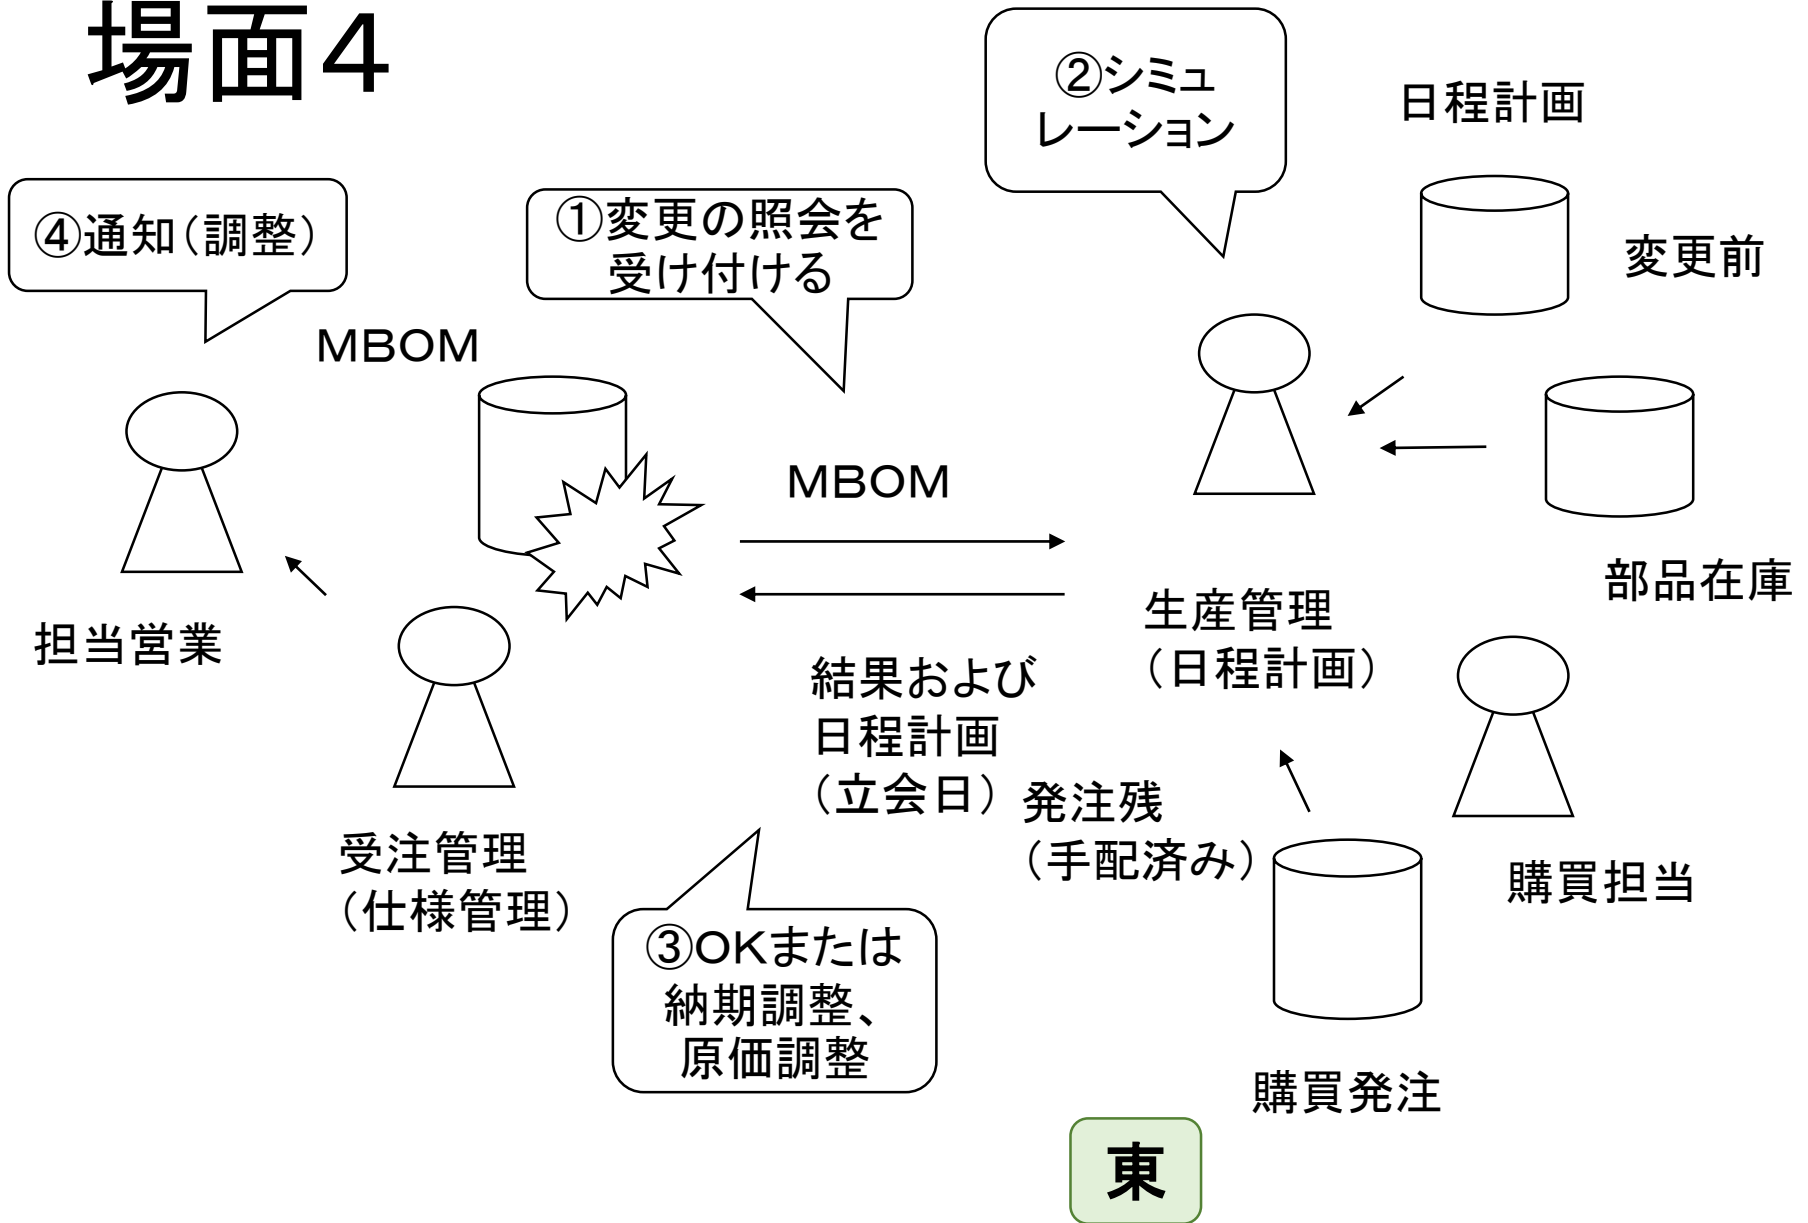 場面４
②シミュ
レーション
日程計画
④通知（調整）
①変更の照会を
受け付ける
変更前
ＭＢＯＭ
ＭＢＯＭ
部品在庫
生産管理
（日程計画）
担当営業
結果および
日程計画
（立会日）
発注残
（手配済み）
受注管理
（仕様管理）
購買担当
③ＯＫまたは
納期調整、
原価調整
購買発注
東